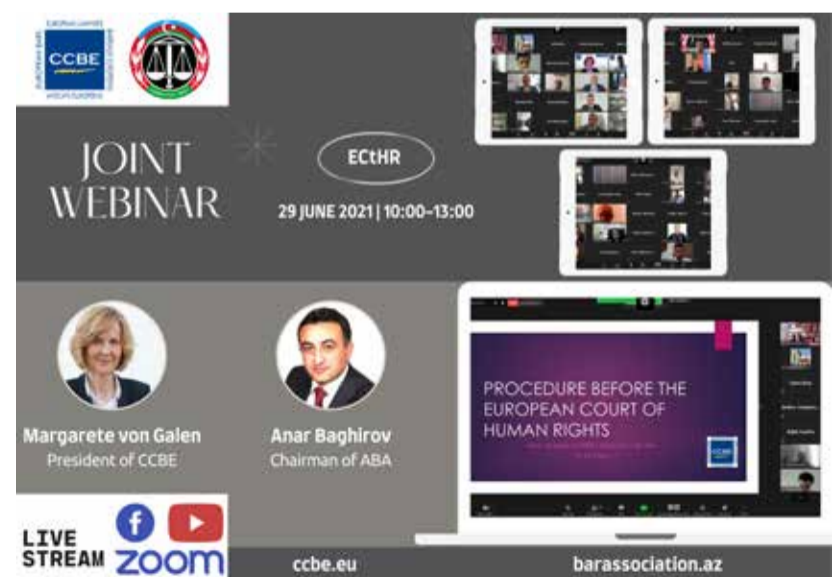 CCBE
JOINT
WEBINAR
ECtHR
29 JUNE 2021 | 10:00–13:00
Margarete von Galen
President of CCBE
Anar Baghirov
Chairman of ABA
PROCEDURE BEFORE THE
EUROPEAN COURT OF
HUMAN RIGHTS
CCBE
LIVE
STREAM
zoom
ccbe.eu
barassociation.az